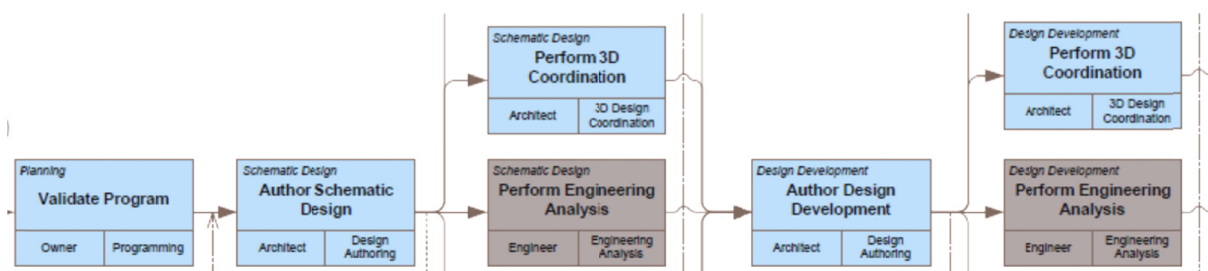 Planning
Validate Program
Owner
Programming
Schematic Design
Author Schematic
Design
Architect
Design
Authoring
Schematic Design
Perform 3D
Coordination
Architect
3D Design
Coordination
Schematic Design
Perform Engineering
Analysis
Engineer
Engineering
Analysis
Design Development
Author Design
Development
Architect
Design
Authoring
Design Development
Perform 3D
Coordination
Architect
3D Design
Coordination
Design Development
Perform Engineering
Analysis
Engineer
Engineering
Analysis